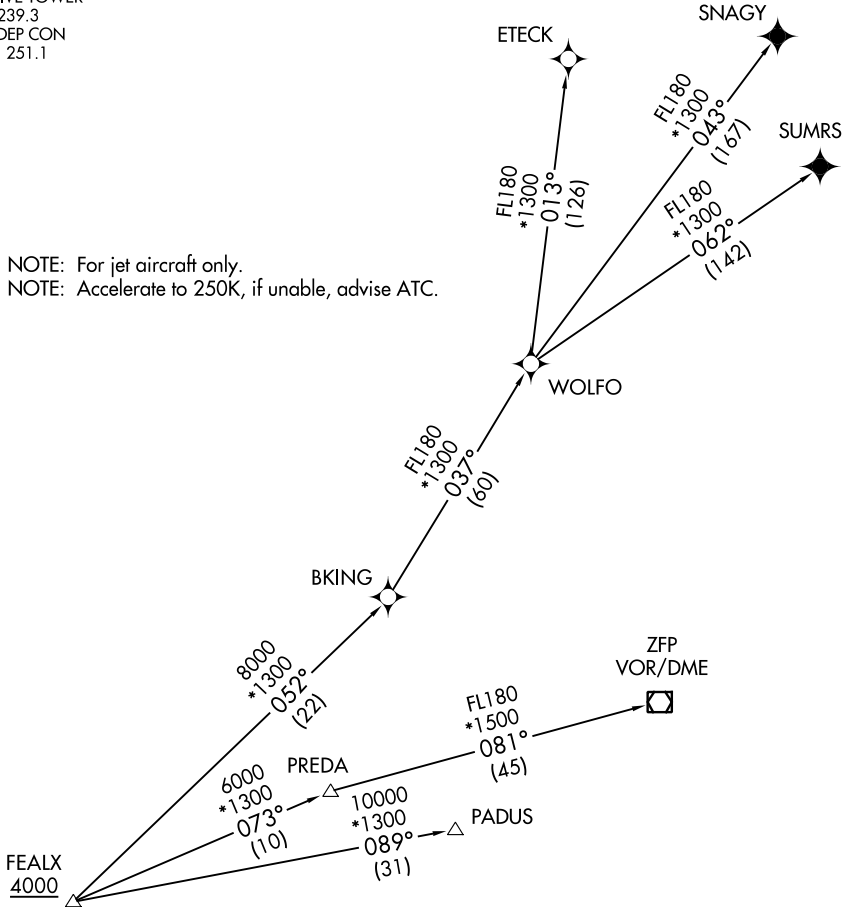 239.3
DEP CON
251.1
SNAGY
ETECK
FL180
*1300
043°
(167)
SUMRS
FL180
*1300
013°
(126)
FL180
*1300
062°
(142)
NOTE: For jet aircraft only.
NOTE: Accelerate to 250K, if unable, advise ATC.
WOLFO
FL180
*1300
037°
(60)
BKING
8000
*1300
052°
(22)
ZFP
VOR/DME
FL180
*1500
081°
(45)
PREDA
6000
*1300
073°
(10)
10000
*1300
089°
(31)
PADUS
FEALX
4000